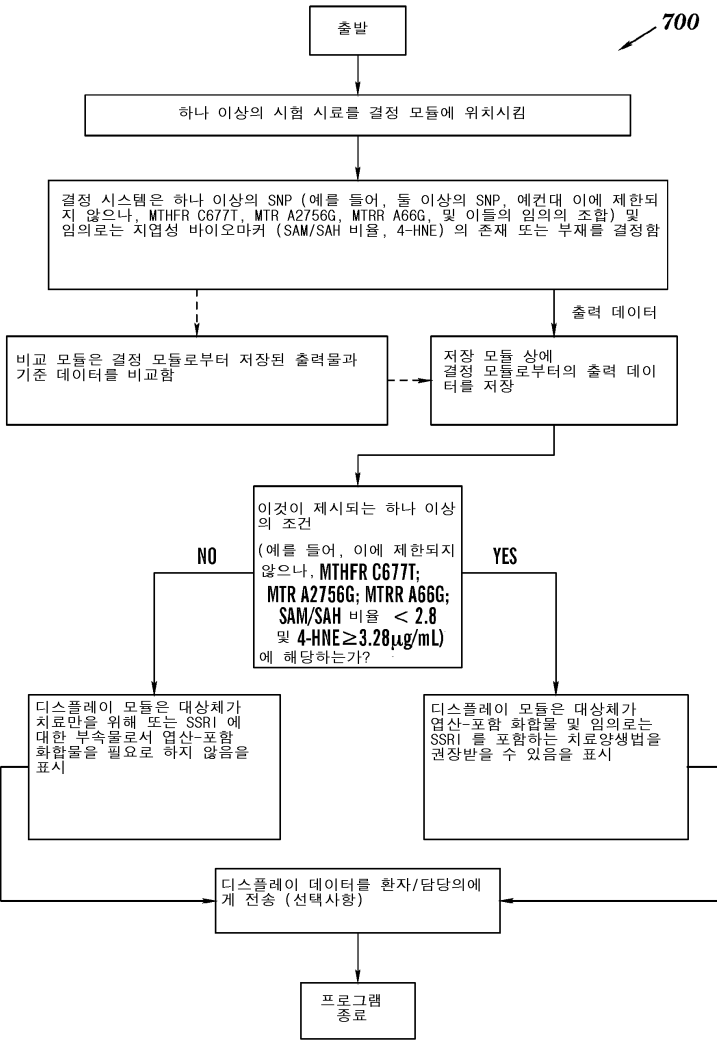 700
출발
하나 이상의 시험 시료를 결정 모듈에 위치시킴
결정 시스템은 하나 이상의 SNP (예를 들어, 둘 이상의 SNP, 예컨대 이에 제한되
지 않으나, MTHFR C677T, MTR A2756G, MTRR A66G, 및 이들의 임의의 조합) 및
임의로는 지엽성 바이오마커 (SAM/SAH 비율, 4-HNE) 의 존재 또는 부재를 결정함
출력 데이터
비교 모듈은 결정 모듈로부터 저장된 출력물과
기준 데이터를 비교함
저장 모듈 상에
결정 모듈로부터의 출력 데이
터를 저장
이것이 제시되는 하나 이상
의 조건
(예를 들어, 이에 제한되지
않으나, MTHFR C677T;
MTR A2756G; MTRR A66G;
SAM/SAH 비율 < 2.8
및 4-HNE≥3.28μg/mL)
에 해당하는가?
NO
YES
디스플레이 모듈은 대상체가
치료만을 위해 또는 SSRI 에
대한 부속물로서 엽산-포함
화합물을 필요로 하지 않음을
표시
디스플레이 모듈은 대상체가
엽산-포함 화합물 및 임의로는
SSRI 를 포함하는 치료양생법을
권장받을 수 있음을 표시
디스플레이 데이터를 환자/담당의에
게 전송 (선택사항)
프로그램
종료